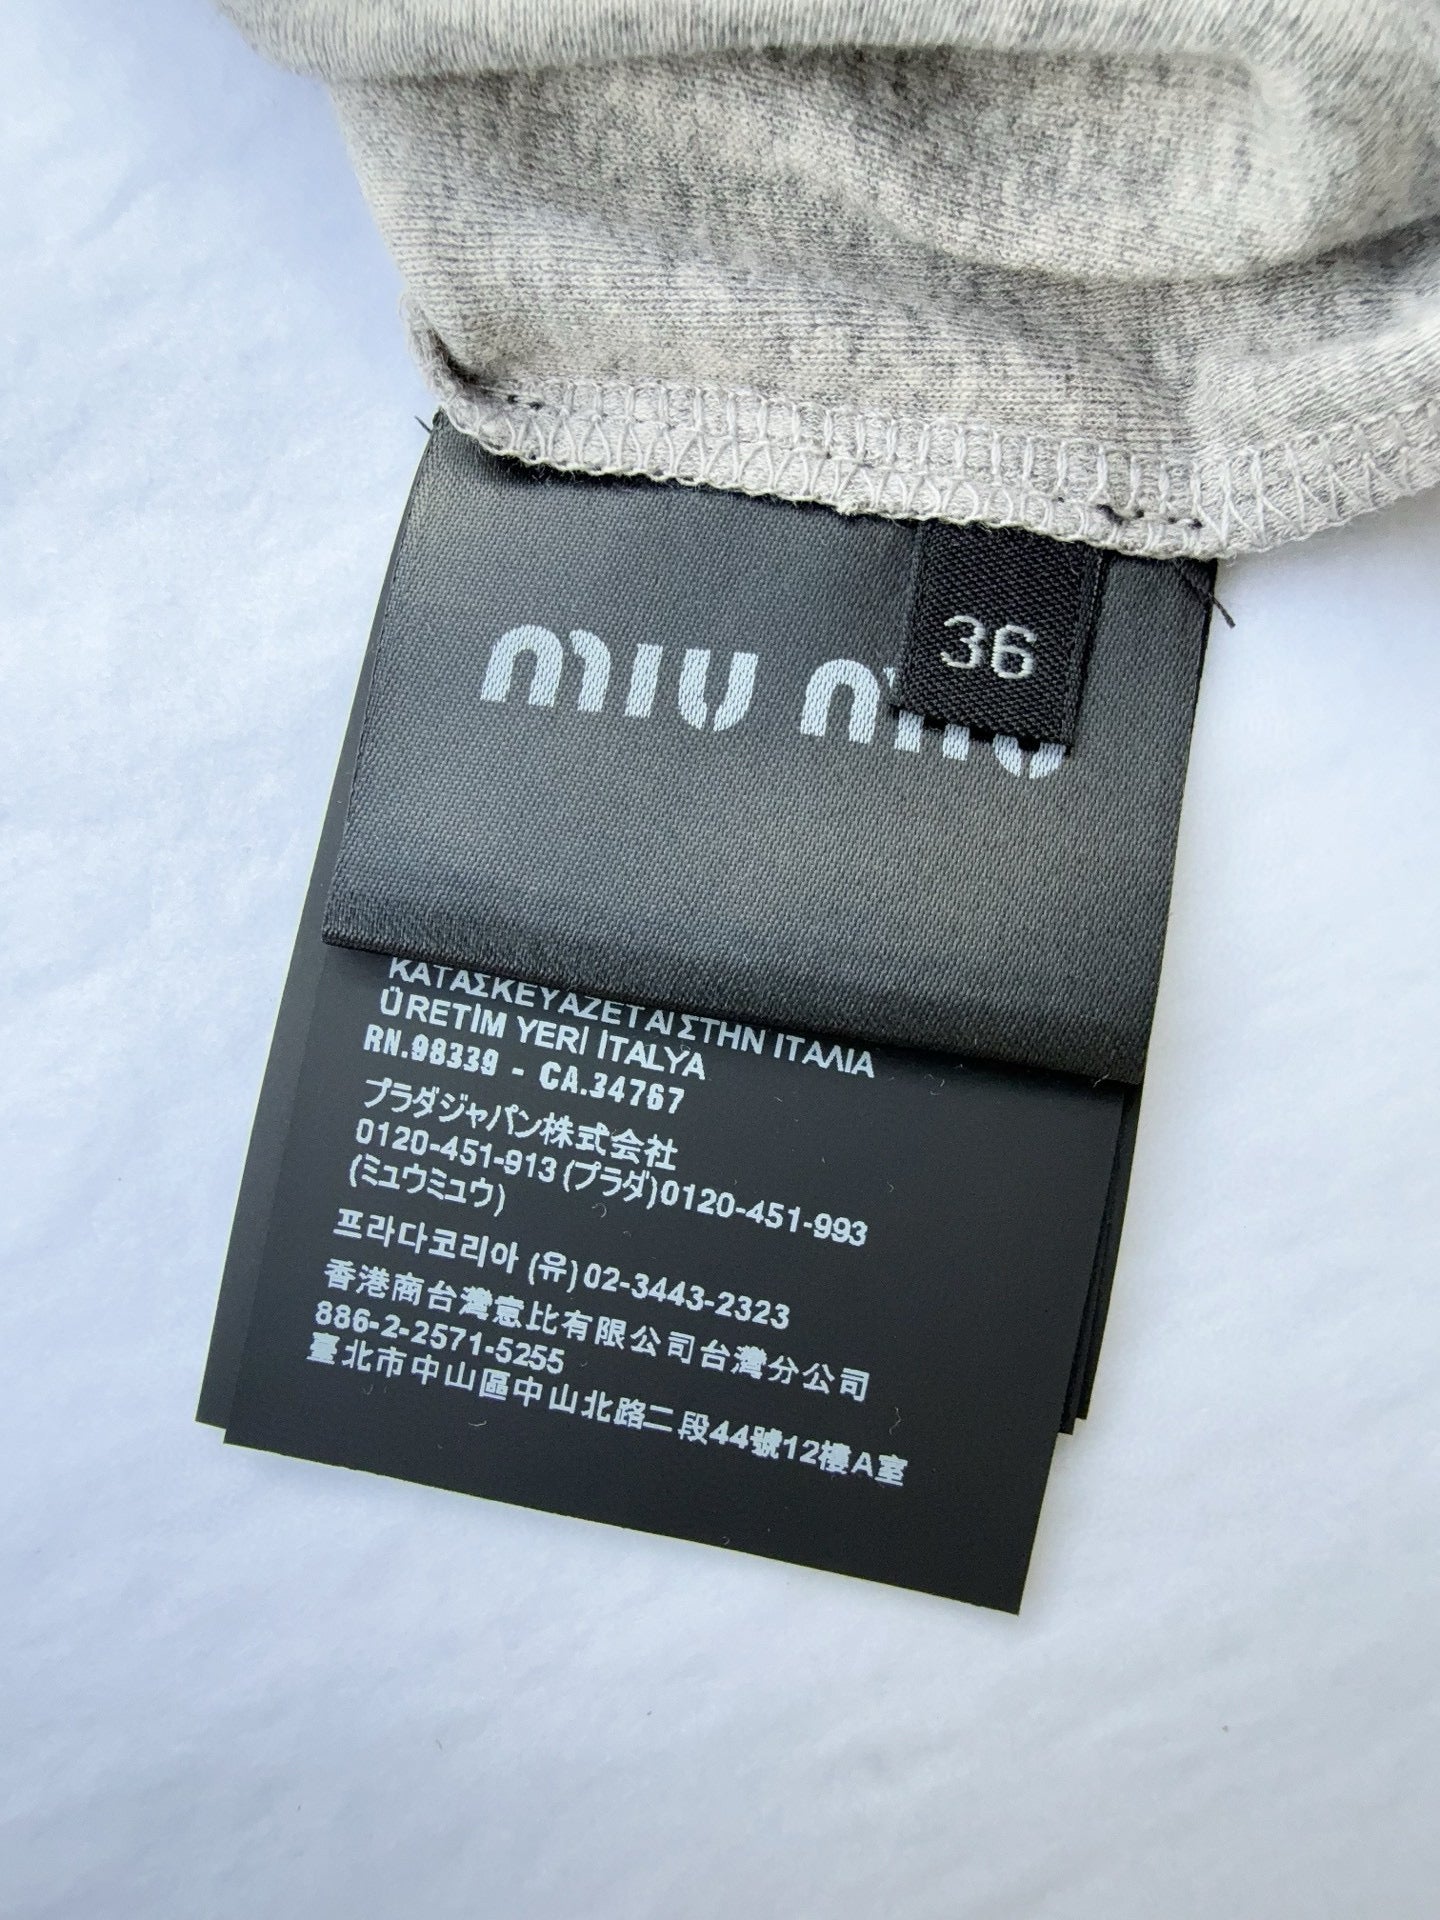 36
MIU MIU
ΚΑΤΑΣΚΕΥΑΖΕΤΑΙ ΣΤΗΝ ΙΤΑΛΙΑ
ÜRETİM YERİ İTALYA
RN.98339 - CA.34767
プラダジャパン株式会社
0120-451-913 (プラダ)0120-451-993
(ミュウミュウ)
프라다코리아 (유)02-3443-2323
香港商台灣意比有限公司台灣分公司
886-2-2571-5255
臺北市中山區中山北路二段44號12樓A室